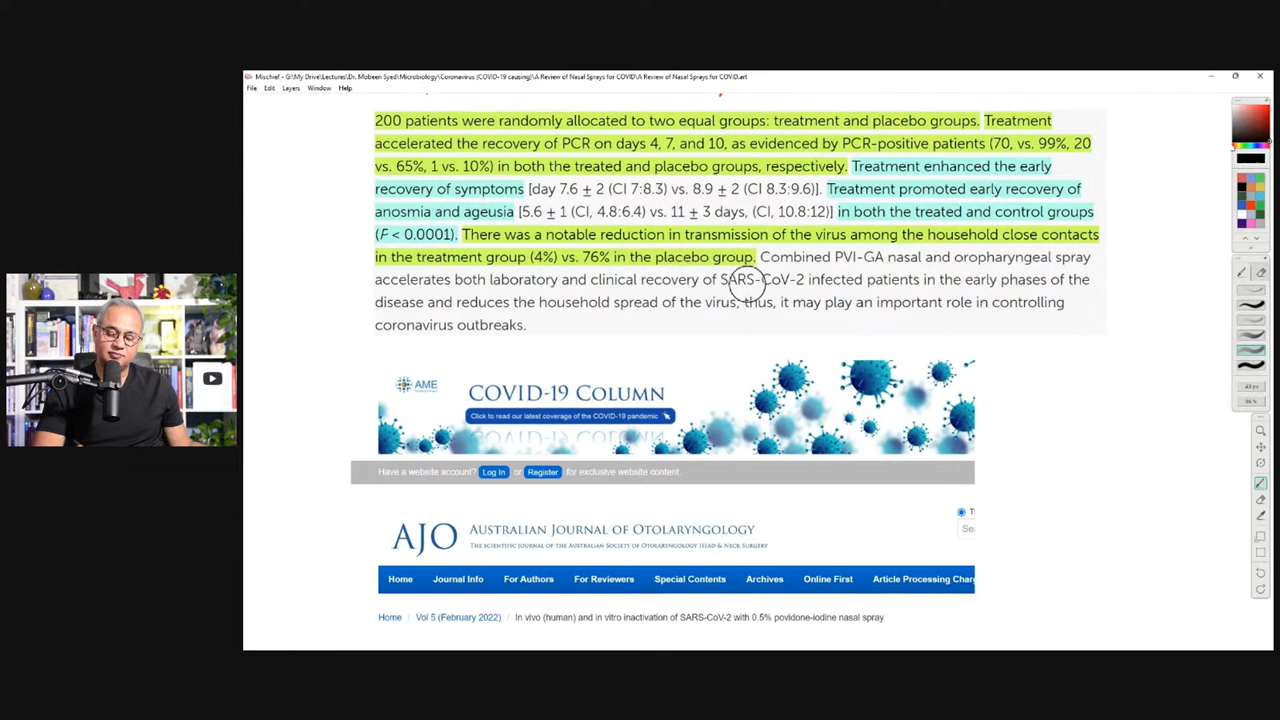 Mischief - G:\My Drive\Lectures\Dr. Mobeen Syed\Microbiology\Coronavirus (COVID-19 causing)\A Review of Nasal Sprays for COVID\A Review of Nasal Sprays for COVID.art
File Edit Layers Window Help
200 patients were randomly allocated to two equal groups: treatment and placebo groups. Treatment
accelerated the recovery of PCR on days 4, 7, and 10, as evidenced by PCR-positive patients (70, vs. 99%, 20
vs. 65%, 1 vs. 10%) in both the treated and placebo groups, respectively. Treatment enhanced the early
recovery of symptoms [day 7.6 ± 2 (CI 7:8.3) vs. 8.9 ± 2 (CI 8.3:9.6)]. Treatment promoted early recovery of
anosmia and ageusia [5.6 ± 1 (CI, 4.8:6.4) vs. 11 ± 3 days, (CI, 10.8:12)] in both the treated and control groups
(F < 0.0001). There was a notable reduction in transmission of the virus among the household close contacts
in the treatment group (4%) vs. 76% in the placebo group. Combined PVI-GA nasal and oropharyngeal spray
accelerates both laboratory and clinical recovery of SARS-CoV-2 infected patients in the early phases of the
disease and reduces the household spread of the virus; thus, it may play an important role in controlling
coronavirus outbreaks.
AME
COVID-19 COLUMN
Click to read our latest coverage of the COVID-19 pandemic
Have a website account? Log In or Register for exclusive website content.
AJO AUSTRALIAN JOURNAL OF OTOLARYNGOLOGY
THE SCIENTIFIC JOURNAL OF THE AUSTRALIAN SOCIETY OF OTOLARYNGOLOGY HEAD & NECK SURGERY
Home Journal Info For Authors For Reviewers Special Contents Archives Online First Article Processing Char
Home / Vol 5 (February 2022) / In vivo (human) and in vitro inactivation of SARS-CoV-2 with 0.5% povidone-iodine nasal spray